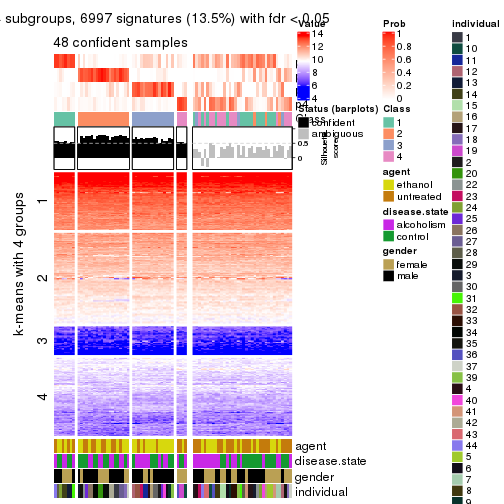 subgroups, 6997 signatures (13.5%) with fdr < 0.05
48 confident samples
k-means with 4 groups
1
2
3
4
p4
Class
0.5
0
Silhouette
score
agent
disease.state
gender
individual
Value
14
12
10
8
6
4
Status (barplots)
confident
ambiguous
Prob
1
0.8
0.6
0.4
0.2
0
Class
1
2
3
4
agent
ethanol
untreated
disease.state
alcoholism
control
gender
female
male
individual
1
10
11
12
13
14
15
16
17
18
19
2
20
22
23
24
25
26
27
28
29
3
30
31
32
33
34
35
36
37
39
4
40
41
42
43
44
5
6
7
8